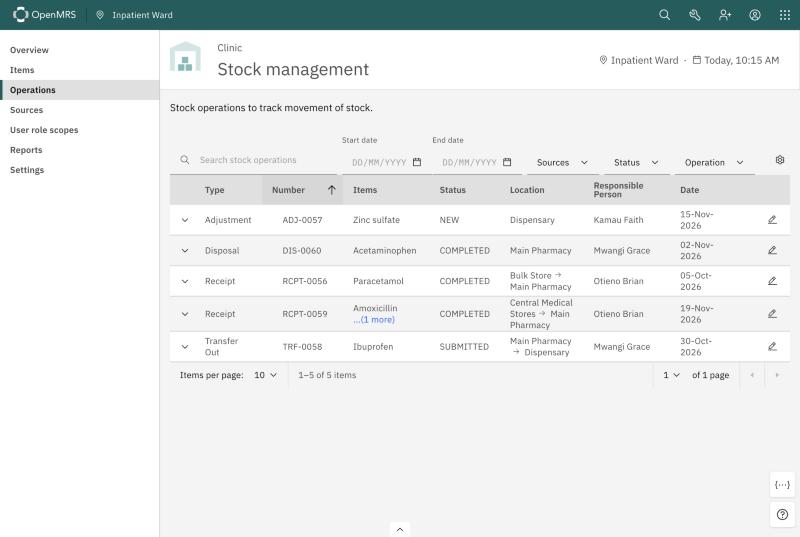 OpenMRS
Inpatient Ward
Overview
Items
Operations
Sources
User role scopes
Reports
Settings
Clinic
Stock management
Inpatient Ward · Today, 10:15 AM
Stock operations to track movement of stock.
Start date
End date
Search stock operations
DD/MM/YYYY
DD/MM/YYYY
Sources
Status
Operation
Type Number Items Status Location Responsible Person Date
Adjustment ADJ-0057 Zinc sulfate NEW Dispensary Kamau Faith 15-Nov-2026
Disposal DIS-0060 Acetaminophen COMPLETED Main Pharmacy Mwangi Grace 02-Nov-2026
Receipt RCPT-0056 Paracetamol COMPLETED Bulk Store → Main Pharmacy Otieno Brian 05-Oct-2026
Receipt RCPT-0059 Amoxicillin ...(1 more) COMPLETED Central Medical Stores → Main Pharmacy Otieno Brian 19-Nov-2026
Transfer Out TRF-0058 Ibuprofen SUBMITTED Main Pharmacy → Dispensary Mwangi Grace 30-Oct-2026
Items per page: 10 1–5 of 5 items 1 of 1 page
{···}